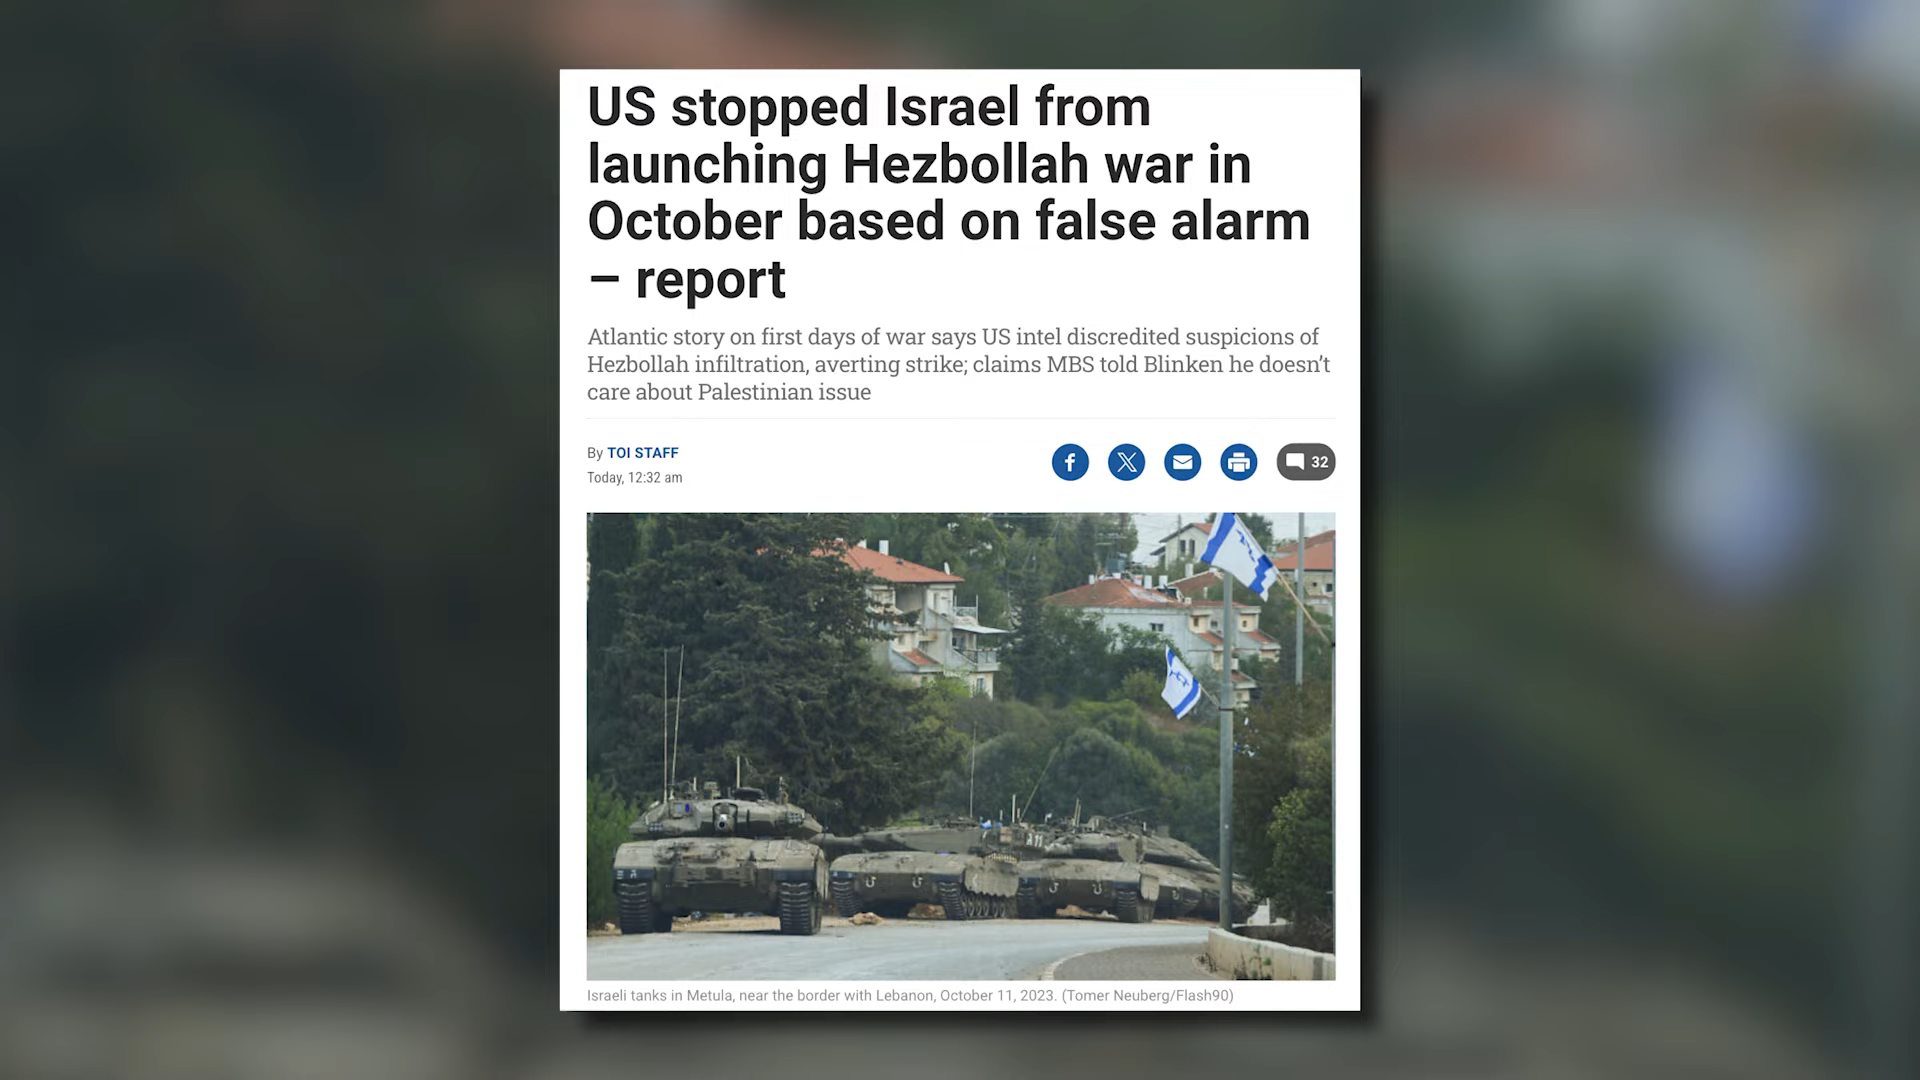 US stopped Israel from
launching Hezbollah war in
October based on false alarm
– report
Atlantic story on first days of war says US intel discredited suspicions of
Hezbollah infiltration, averting strike; claims MBS told Blinken he doesn’t
care about Palestinian issue
By TOI STAFF
Today, 12:32 am
32
Israeli tanks in Metula, near the border with Lebanon, October 11, 2023. (Tomer Neuberg/Flash90)